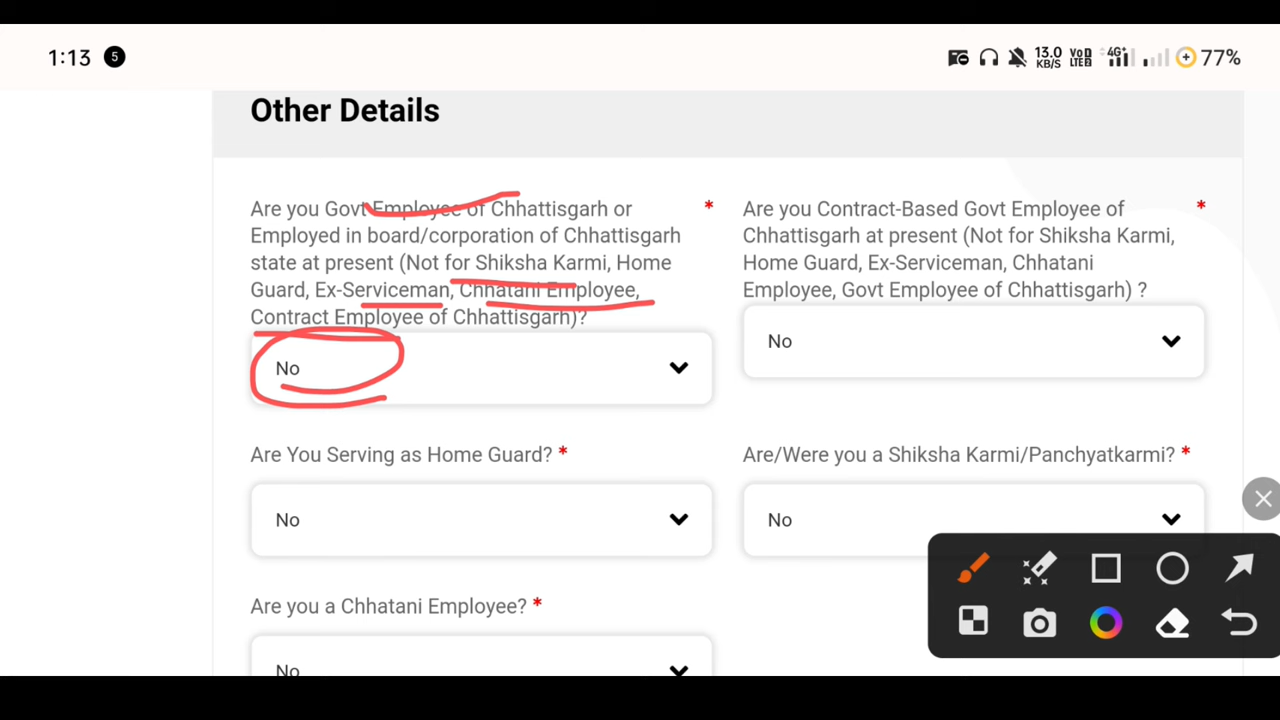 1:13 5 13.0 KB/S VoD LTE2 4G+ 77%
Other Details
Are you Govt Employee of Chhattisgarh or *
Employed in board/corporation of Chhattisgarh
state at present (Not for Shiksha Karmi, Home
Guard, Ex-Serviceman, Chhatani Employee,
Contract Employee of Chhattisgarh)?
No
Are you Contract-Based Govt Employee of *
Chhattisgarh at present (Not for Shiksha Karmi,
Home Guard, Ex-Serviceman, Chhatani
Employee, Govt Employee of Chhattisgarh) ?
No
Are You Serving as Home Guard? *
No
Are/Were you a Shiksha Karmi/Panchyatkarmi? *
No
Are you a Chhatani Employee? *
No